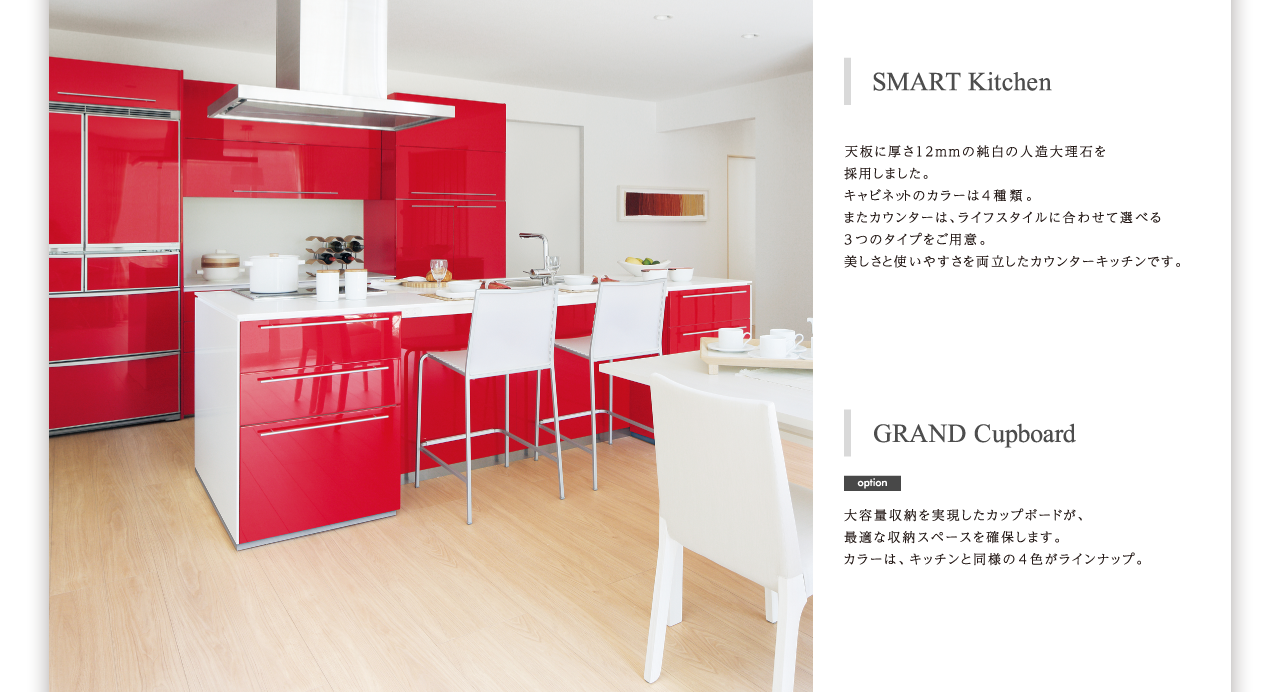 SMART Kitchen
天板に厚さ12mmの純白の人造大理石を
採用しました。
キャビネットのカラーは4種類。
またカウンターは、ライフスタイルに合わせて選べる
3つのタイプをご用意。
美しさと使いやすさを両立したカウンターキッチンです。
GRAND Cupboard
option
大容量収納を実現したカップボードが、
最適な収納スペースを確保します。
カラーは、キッチンと同様の4色がラインナップ。